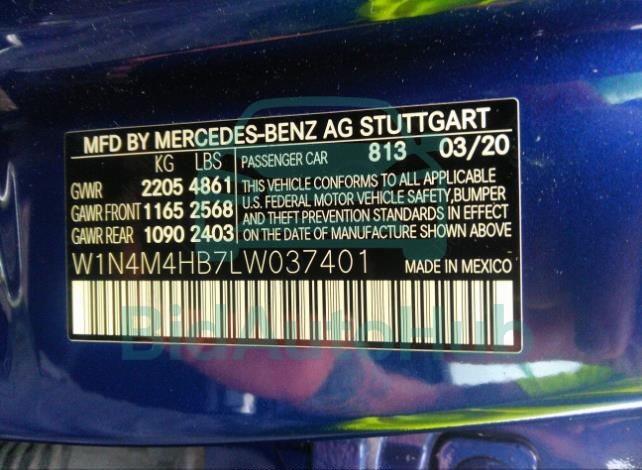 MFD BY MERCEDES-BENZ AG STUTTGART
KG LBS PASSENGER CAR 813 03/20
GVWR 2205 4861 THIS VEHICLE CONFORMS TO ALL APPLICABLE
U.S. FEDERAL MOTOR VEHICLE SAFETY,BUMPER
GAWR FRONT 1165 2568 AND THEFT PREVENTION STANDARDS IN EFFECT
GAWR REAR 1090 2403 ON THE DATE OF MANUFACTURE SHOWN ABOVE
W1N4M4HB7LW037401 MADE IN MEXICO
BidAutoHub